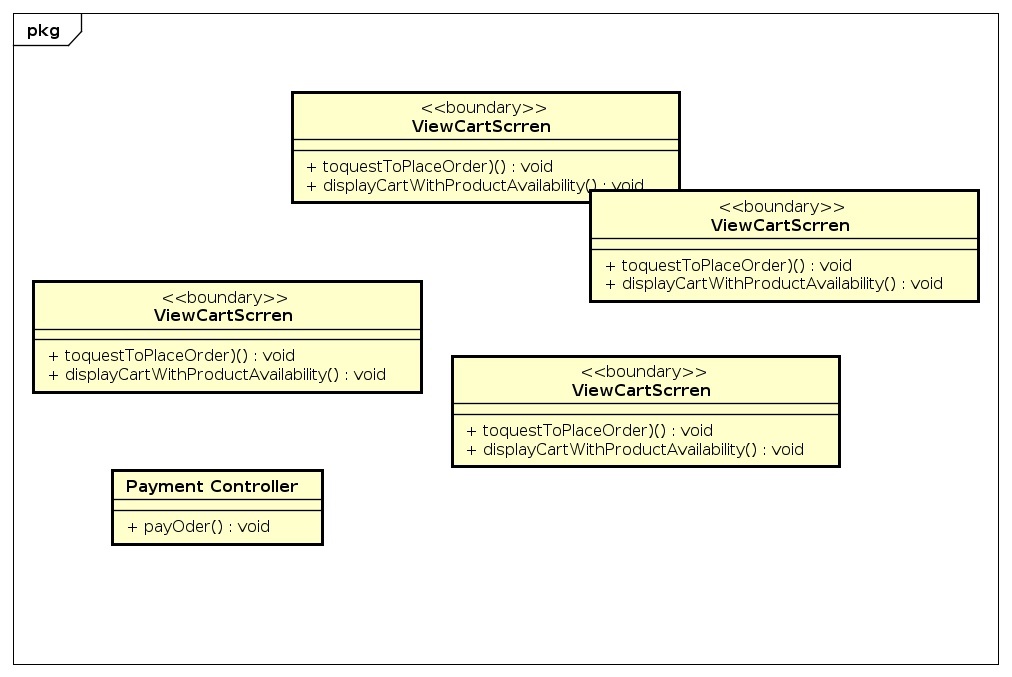 pkg
<<boundary>>
ViewCartScrren
+ toquestToPlaceOrder)() : void
+ displayCartWithProductAvailability() : void
<<boundary>>
ViewCartScrren
+ toquestToPlaceOrder)() : void
+ displayCartWithProductAvailability() : void
<<boundary>>
ViewCartScrren
+ toquestToPlaceOrder)() : void
+ displayCartWithProductAvailability() : void
<<boundary>>
ViewCartScrren
+ toquestToPlaceOrder)() : void
+ displayCartWithProductAvailability() : void
Payment Controller
+ payOder() : void